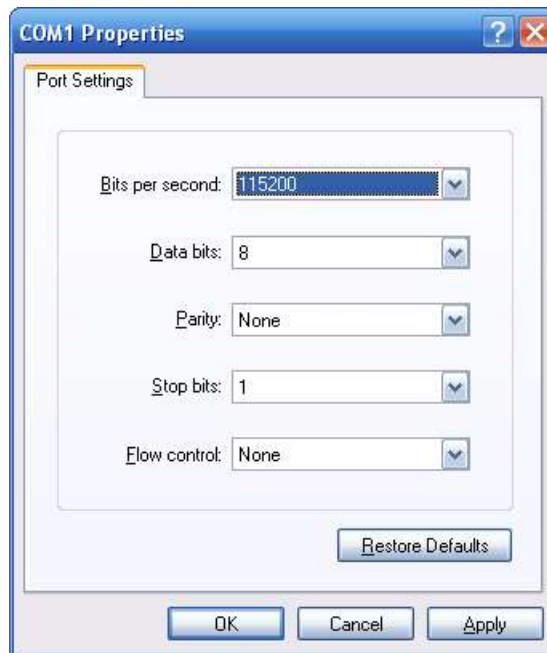 COM1 Properties
Port Settings
Bits per second: 115200
Data bits: 8
Parity: None
Stop bits: 1
Flow control: None
Restore Defaults
OK Cancel Apply